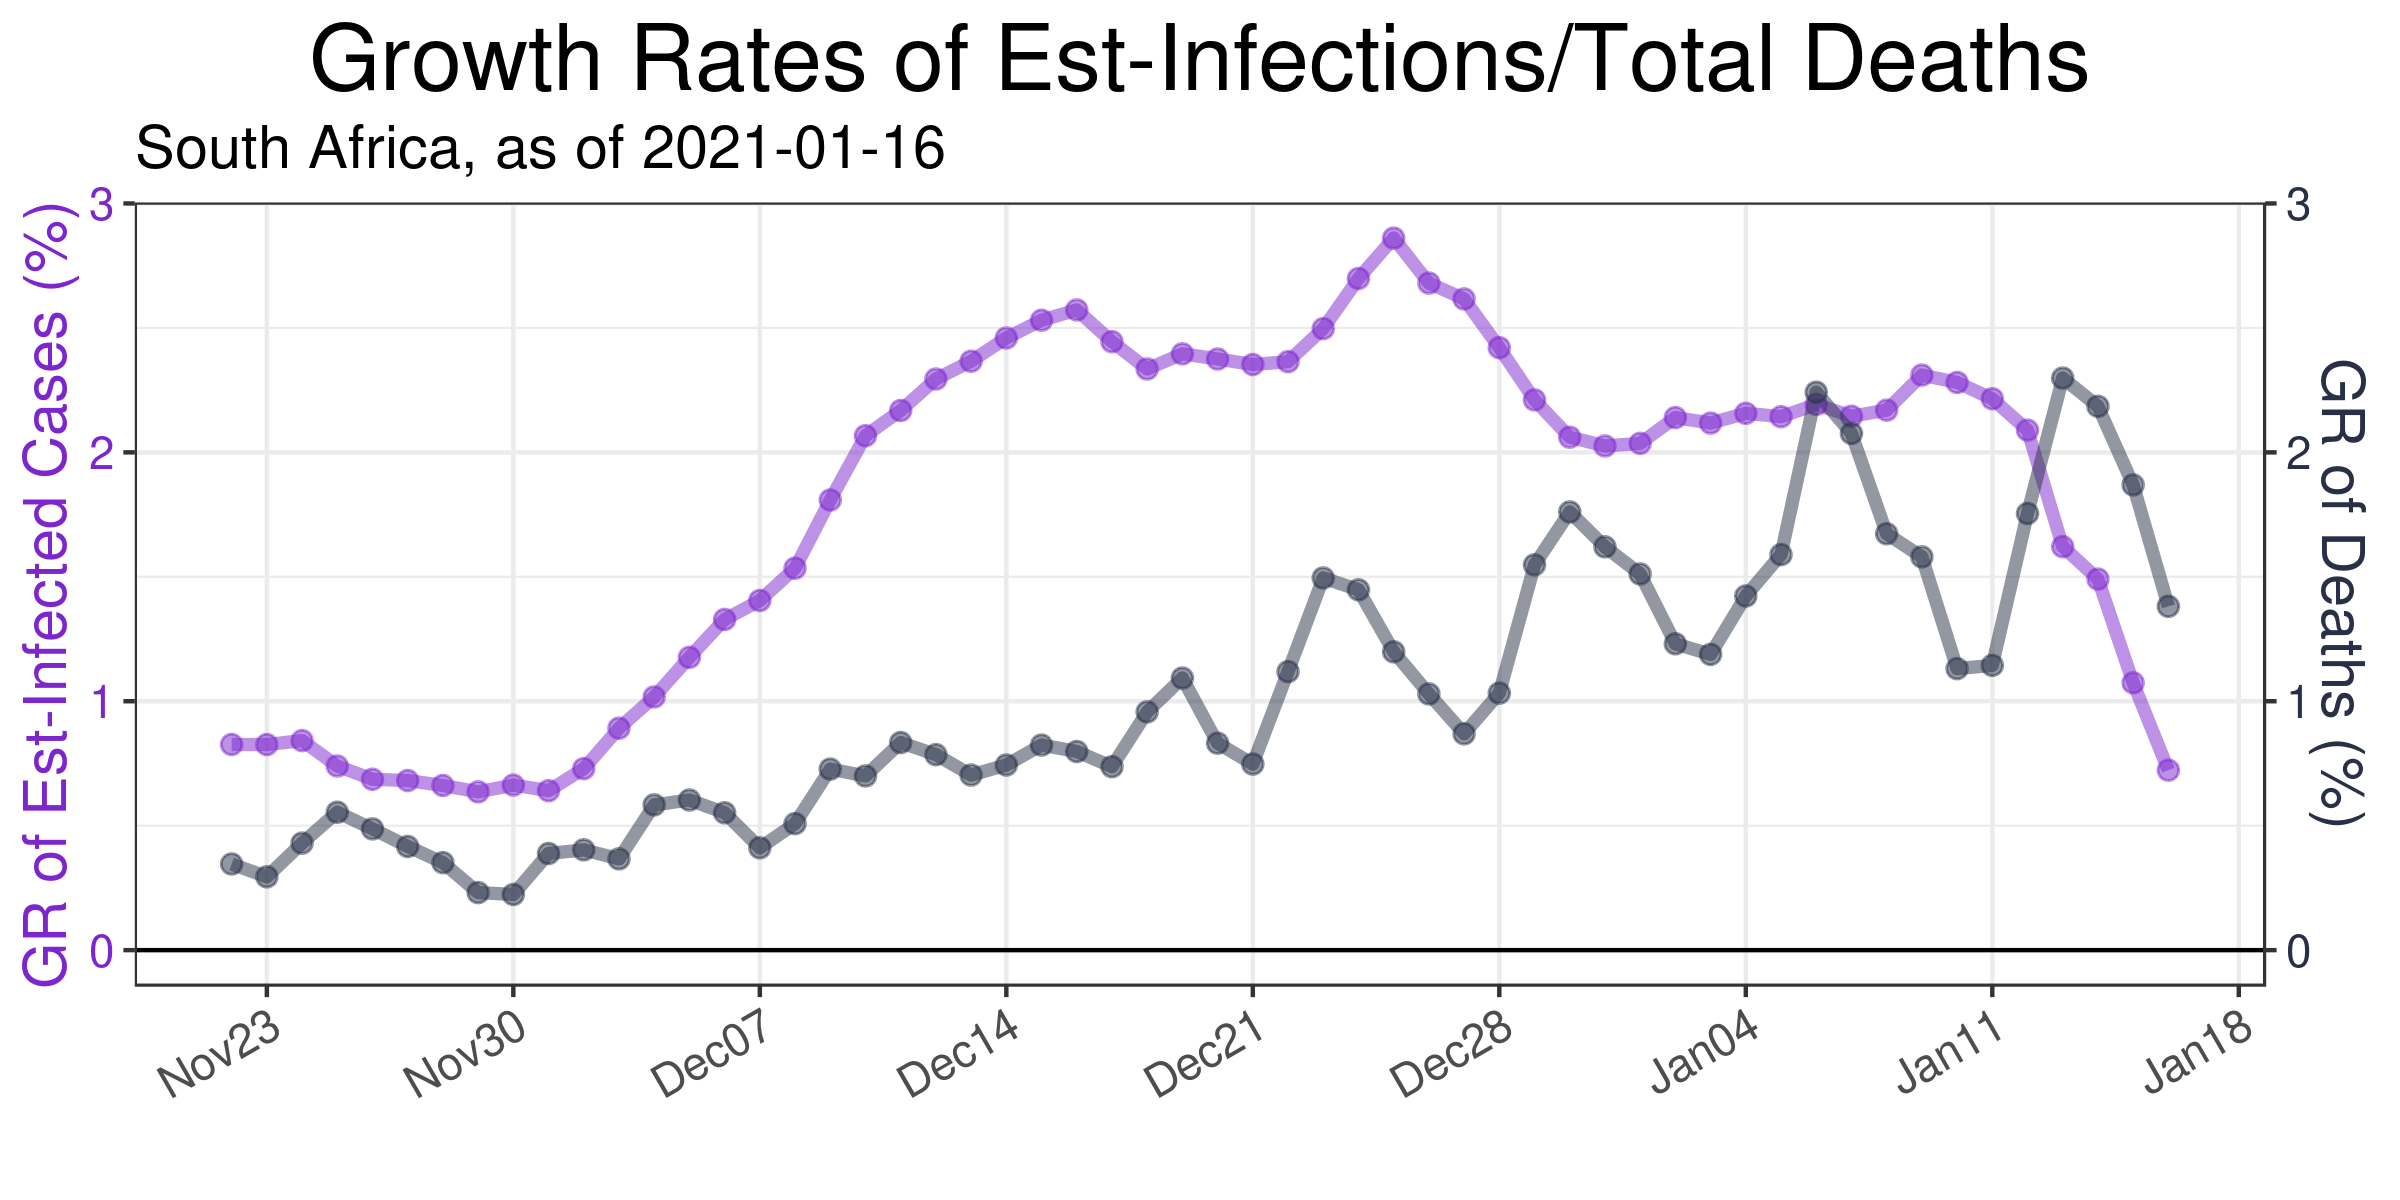 Growth Rates of Est-Infections/Total Deaths
South Africa, as of 2021-01-16
GR of Est-Infected Cases (%)
3
2
1
0
3
2
1
0
GR of Deaths (%)
Nov23
Nov30
Dec07
Dec14
Dec21
Dec28
Jan04
Jan11
Jan18